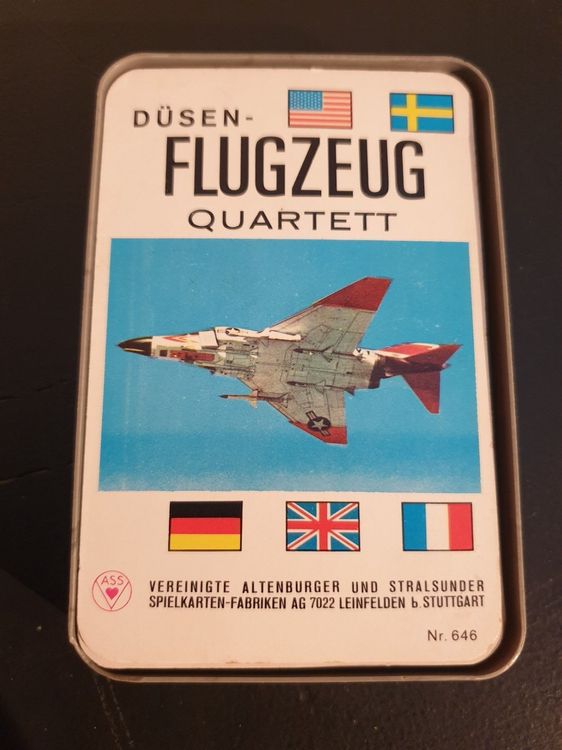 DÜSEN-
FLUGZEUG
QUARTETT
ASS
VEREINIGTE ALTENBURGER UND STRALSUNDER
SPIELKARTEN-FABRIKEN AG 7022 LEINFELDEN b. STUTTGART
Nr. 646